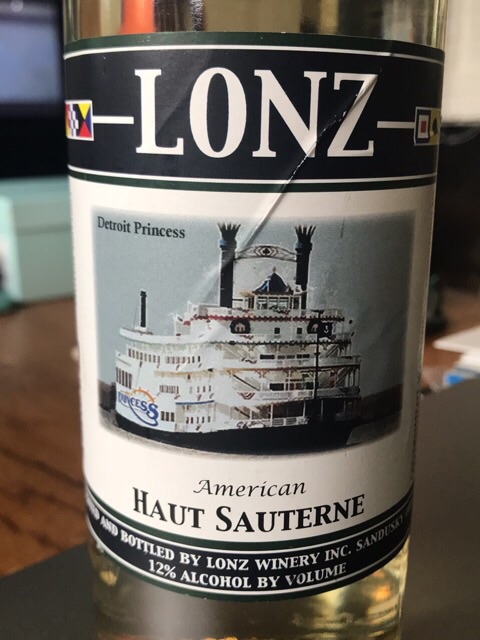 LONZ
Detroit Princess
PRINCESS
American
HAUT SAUTERNE
AND BOTTLED BY LONZ WINERY INC. SANDUSKY
12% ALCOHOL BY VOLUME